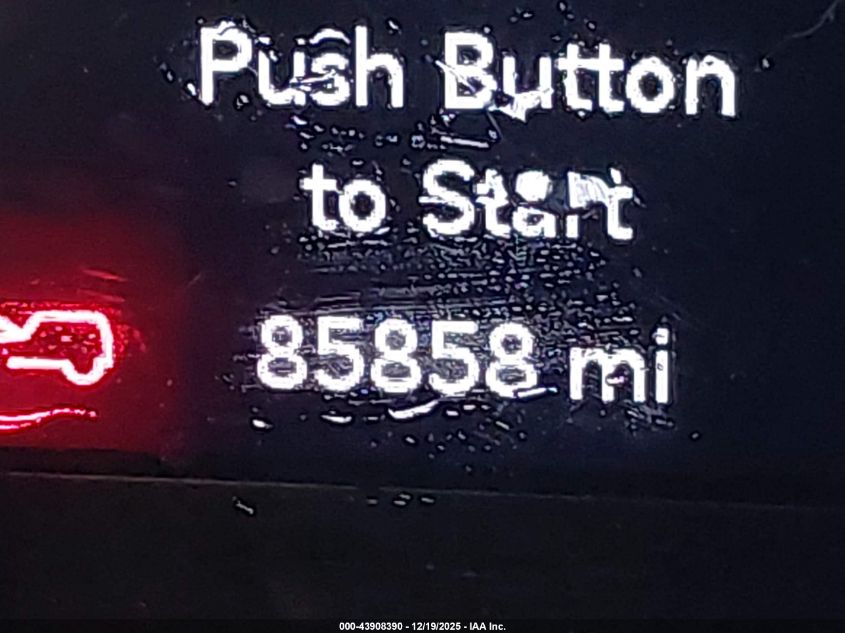 Push Button
to Start
85858 mi
000-43908390 - 12/19/2025 - IAA Inc.